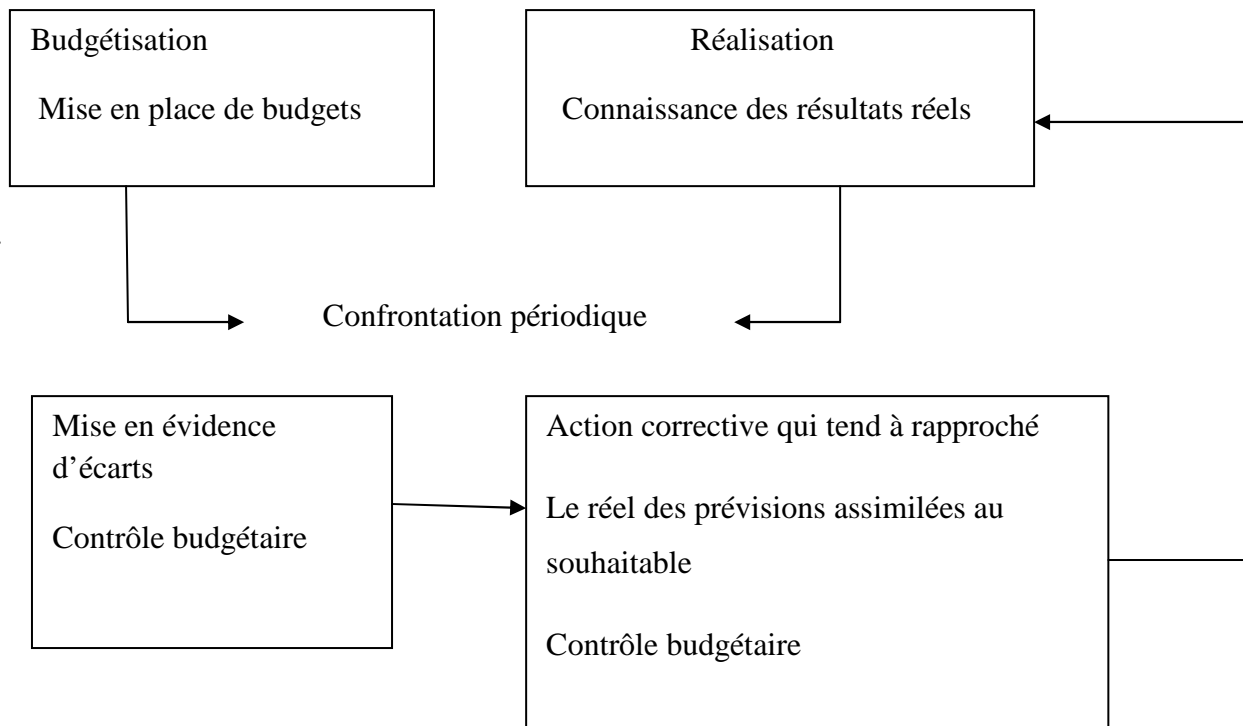 Budgétisation
Mise en place de budgets
Réalisation
Connaissance des résultats réels
Confrontation périodique
Mise en évidence
d’écarts
Contrôle budgétaire
Action corrective qui tend à rapproché
Le réel des prévisions assimilées au
souhaitable
Contrôle budgétaire